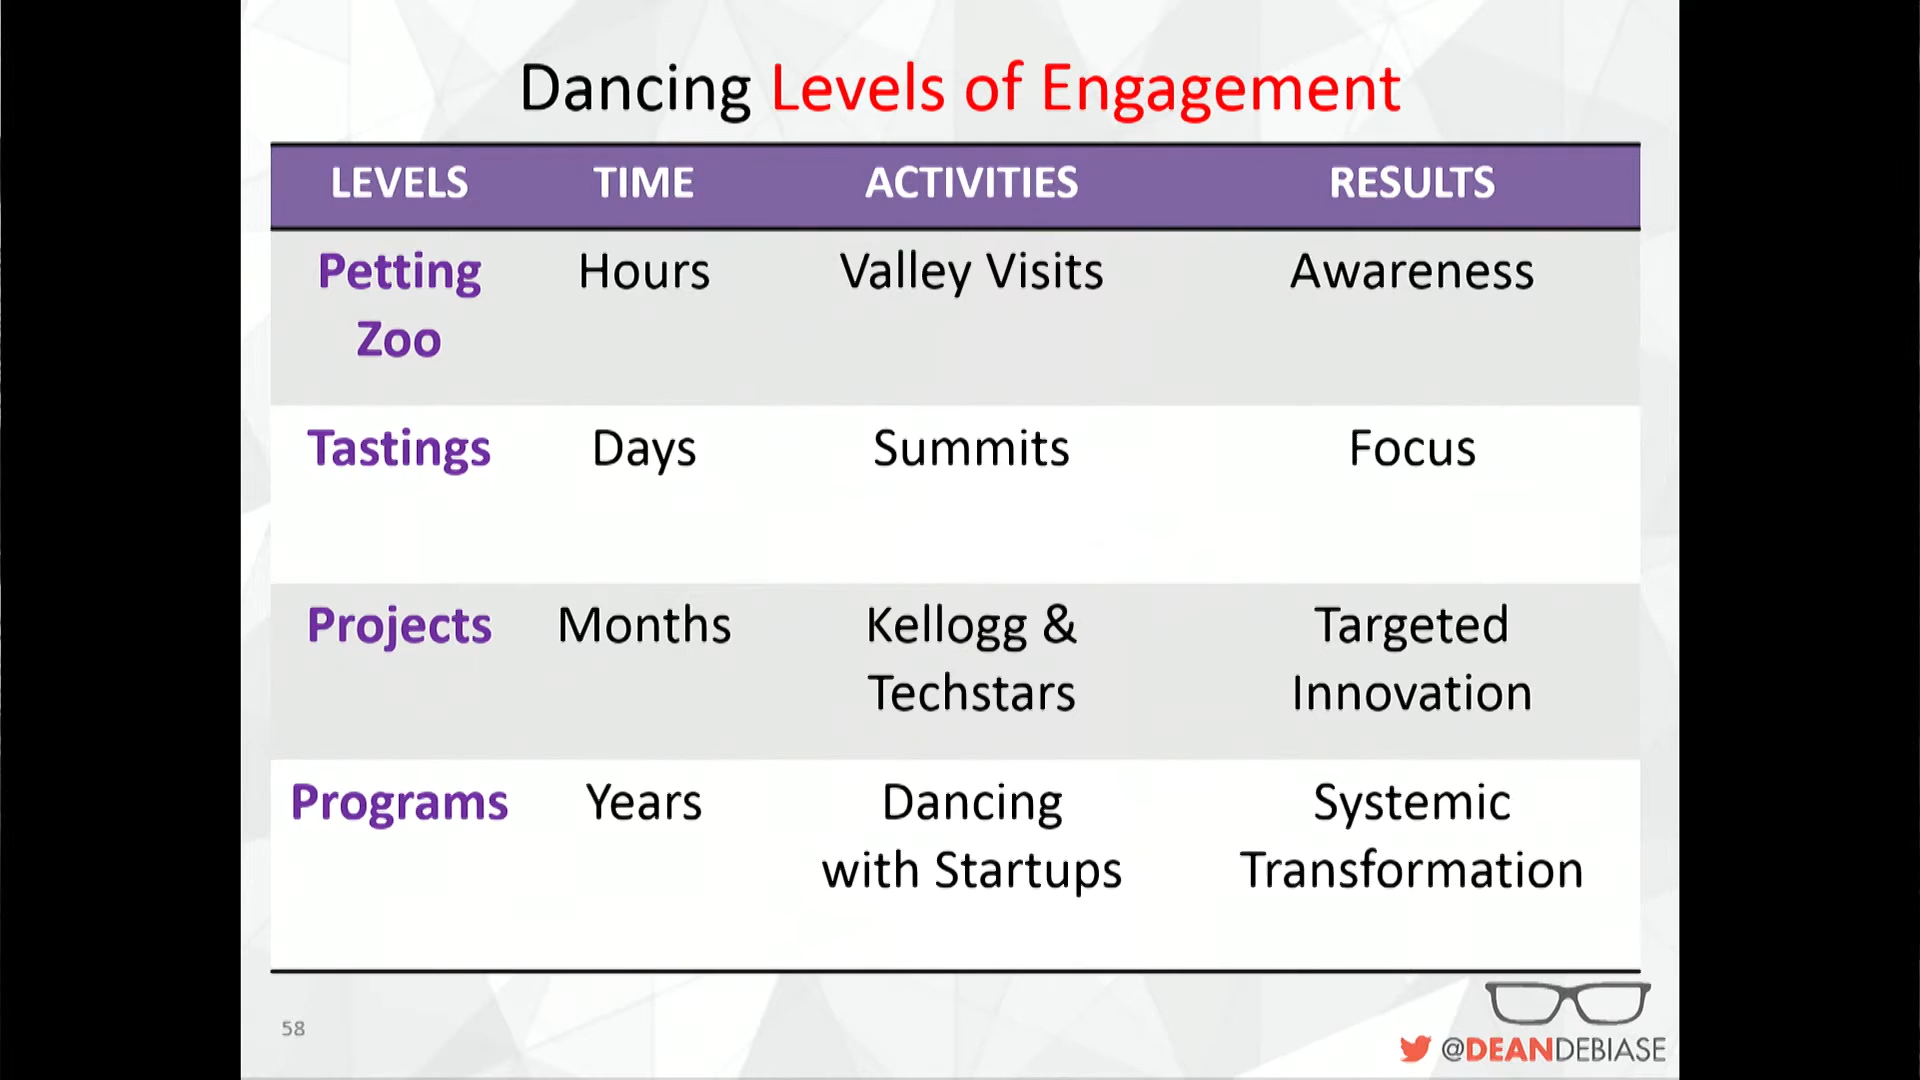 Dancing Levels of Engagement
LEVELS TIME ACTIVITIES RESULTS
Petting Hours Valley Visits Awareness
Zoo
Tastings Days Summits Focus
Projects Months Kellogg & Targeted
Techstars Innovation
Programs Years Dancing Systemic
with Startups Transformation
58
@DEANDEBIASE